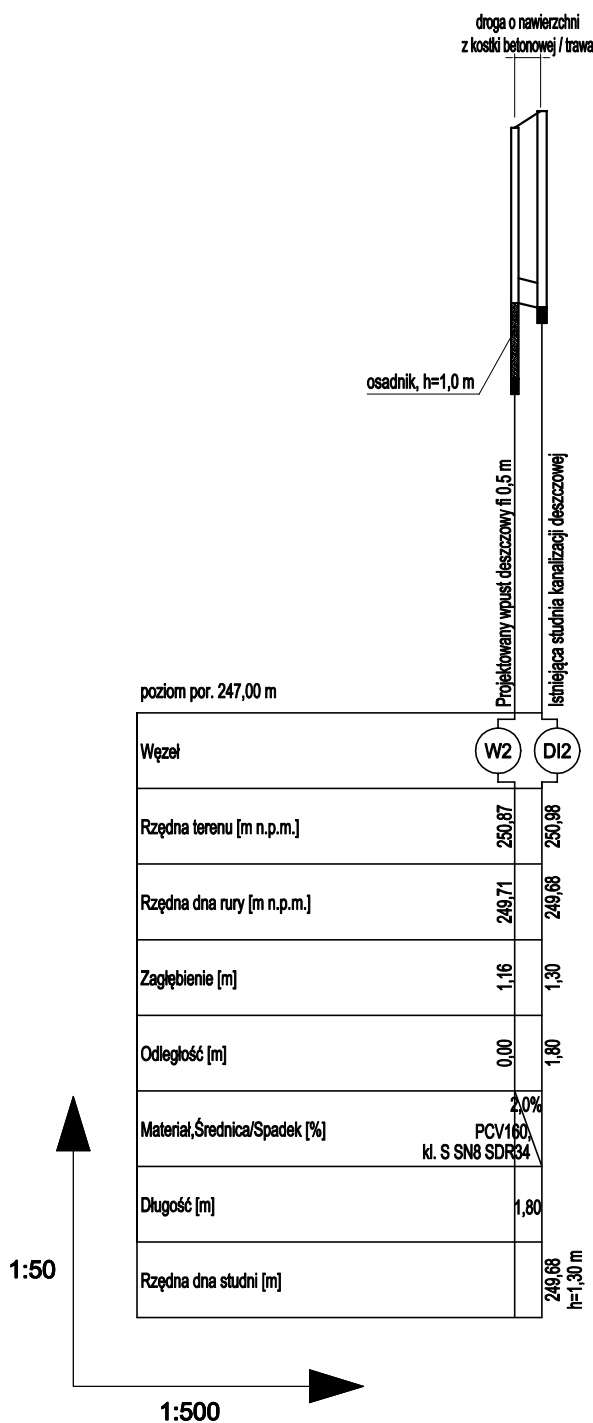 droga o nawierzchni
z kostki betonowej / trawa
osadnik, h=1,0 m
Projektowany wpust deszczowy fi 0,5 m
Istniejąca studnia kanalizacji deszczowej
poziom por. 247,00 m
Węzeł W2 DI2
Rzędna terenu [m n.p.m.] 250,87 250,98
Rzędna dna rury [m n.p.m.] 249,71 249,68
Zagłębienie [m] 1,16 1,30
Odległość [m] 0,00 1,80
2,0%
Materiał,Średnica/Spadek [%] PCV160,
kl. S SN8 SDR34
Długość [m] 1,80
Rzędna dna studni [m] 249,68
h=1,30 m
1:50
1:500